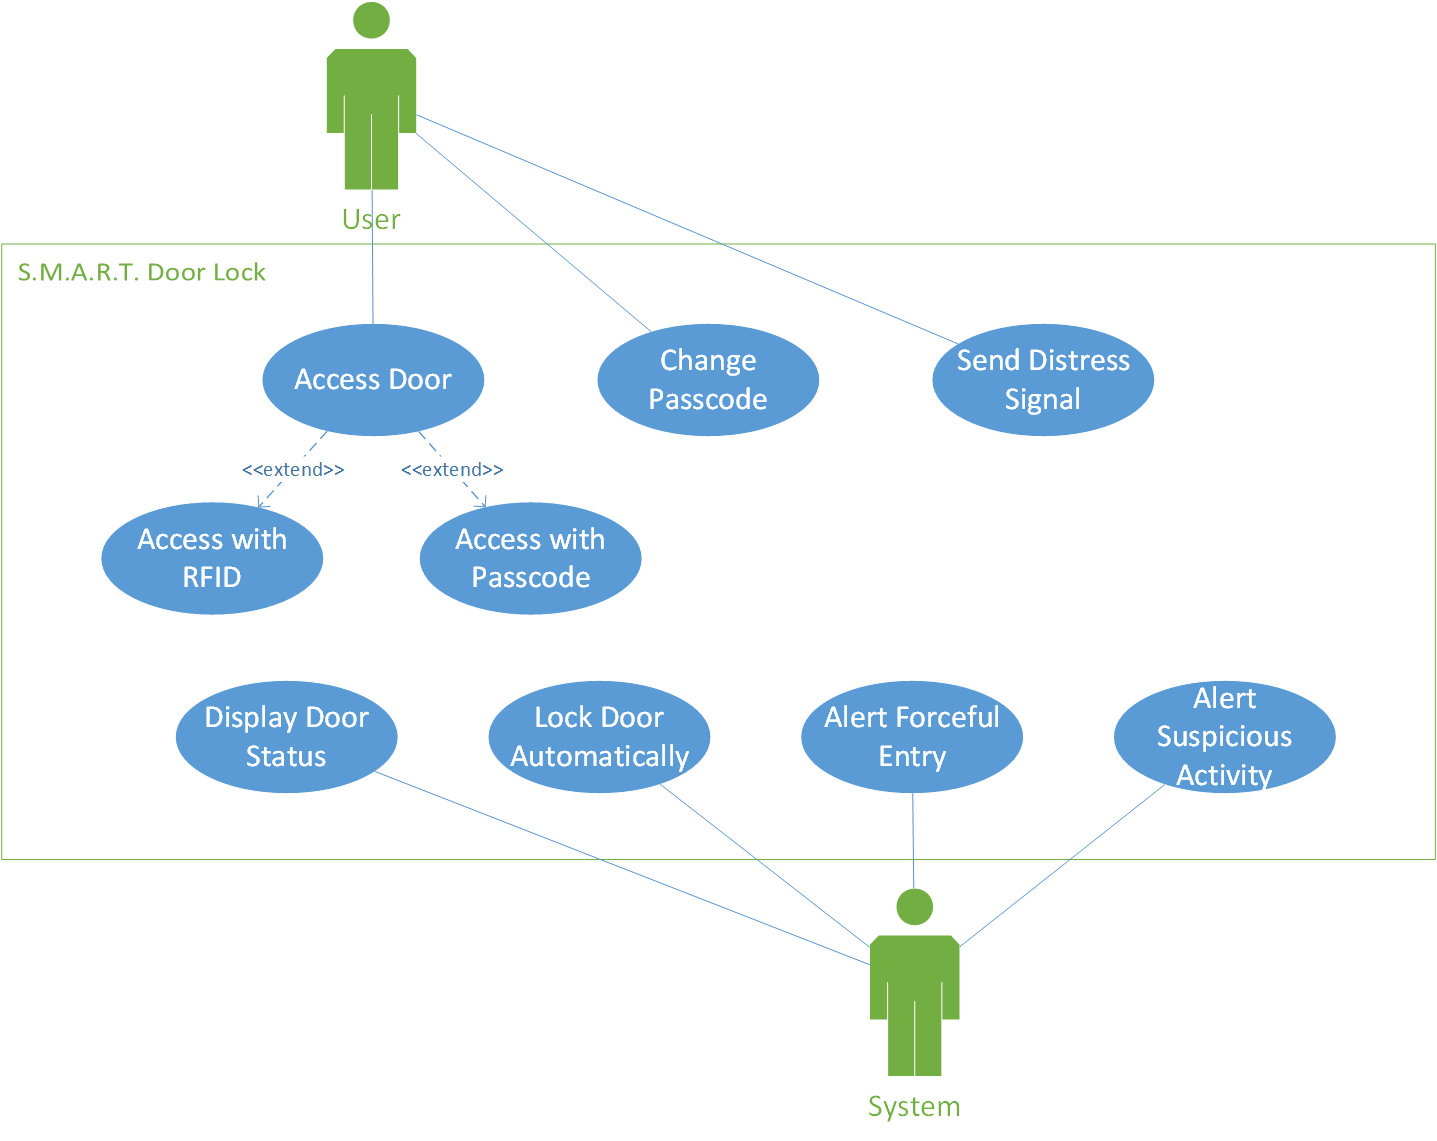 User
S.M.A.R.T. Door Lock
Access Door
Change
Passcode
Send Distress
Signal
<<extend>>
<<extend>>
Access with
RFID
Access with
Passcode
Display Door
Status
Lock Door
Automatically
Alert Forceful
Entry
Alert
Suspicious
Activity
System